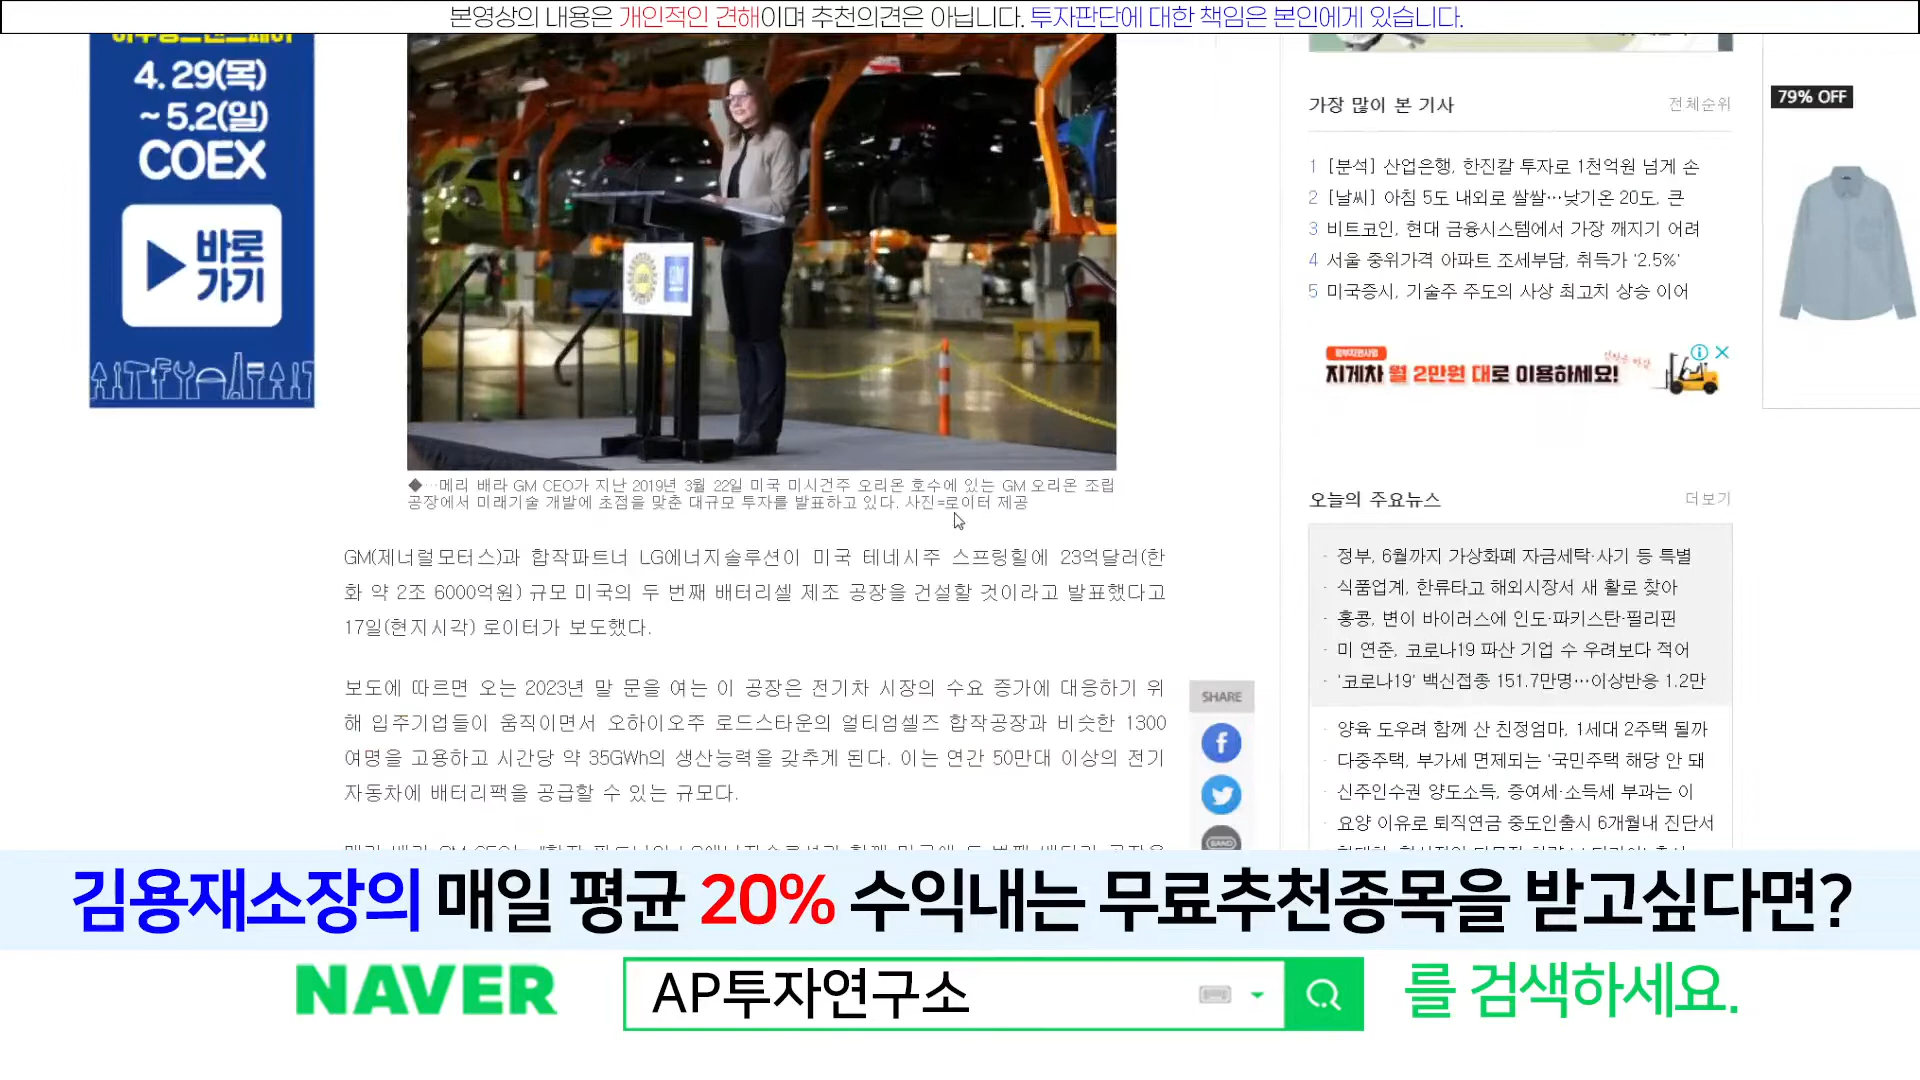 본영상의 내용은 개인적인 견해이며 추천의견은 아닙니다. 투자판단에 대한 책임은 본인에게 있습니다.
4. 29(목)
~ 5.2(일)
COEX
바로
가기
◆…메리 배라 GM CEO가 지난 2019년 3월 22일 미국 미시건주 오리온 호수에 있는 GM 오리온 조립
공장에서 미래기술 개발에 초점을 맞춘 대규모 투자를 발표하고 있다. 사진=로이터 제공
GM(제너럴모터스)과 합작파트너 LG에너지솔루션이 미국 테네시주 스프링힐에 23억달러(한
화 약 2조 6000억원) 규모 미국의 두 번째 배터리셀 제조 공장을 건설할 것이라고 발표했다고
17일(현지시각) 로이터가 보도했다.
보도에 따르면 오는 2023년 말 문을 여는 이 공장은 전기차 시장의 수요 증가에 대응하기 위
해 입주기업들이 움직이면서 오하이오주 로드스타운의 얼티엄셀즈 합작공장과 비슷한 1300
여명을 고용하고 시간당 약 35GWh의 생산능력을 갖추게 된다. 이는 연간 50만대 이상의 전기
자동차에 배터리팩을 공급할 수 있는 규모다.
SHARE
BAND
가장 많이 본 기사 전체순위
1 [분석] 산업은행, 한진칼 투자로 1천억원 넘게 손
2 [날씨] 아침 5도 내외로 쌀쌀…낮기온 20도, 큰
3 비트코인, 현대 금융시스템에서 가장 깨지기 어려
4 서울 중위가격 아파트 조세부담, 취득가 '2.5%'
5 미국증시, 기술주 주도의 사상 최고치 상승 이어
정부지원사업
지게차 월 2만원 대로 이용하세요!
오늘의 주요뉴스 더보기
· 정부, 6월까지 가상화폐 자금세탁·사기 등 특별
· 식품업계, 한류타고 해외시장서 새 활로 찾아
· 홍콩, 변이 바이러스에 인도·파키스탄·필리핀
· 미 연준, 코로나19 파산 기업 수 우려보다 적어
· '코로나19' 백신접종 151.7만명…이상반응 1.2만
· 양육 도우려 함께 산 친정엄마, 1세대 2주택 될까
· 다중주택, 부가세 면제되는 '국민주택 해당 안 돼
· 신주인수권 양도소득, 증여세·소득세 부과는 이
· 요양 이유로 퇴직연금 중도인출시 6개월내 진단서
79% OFF
김용재소장의 매일 평균 20% 수익내는 무료추천종목을 받고싶다면?
NAVER AP투자연구소 를 검색하세요.